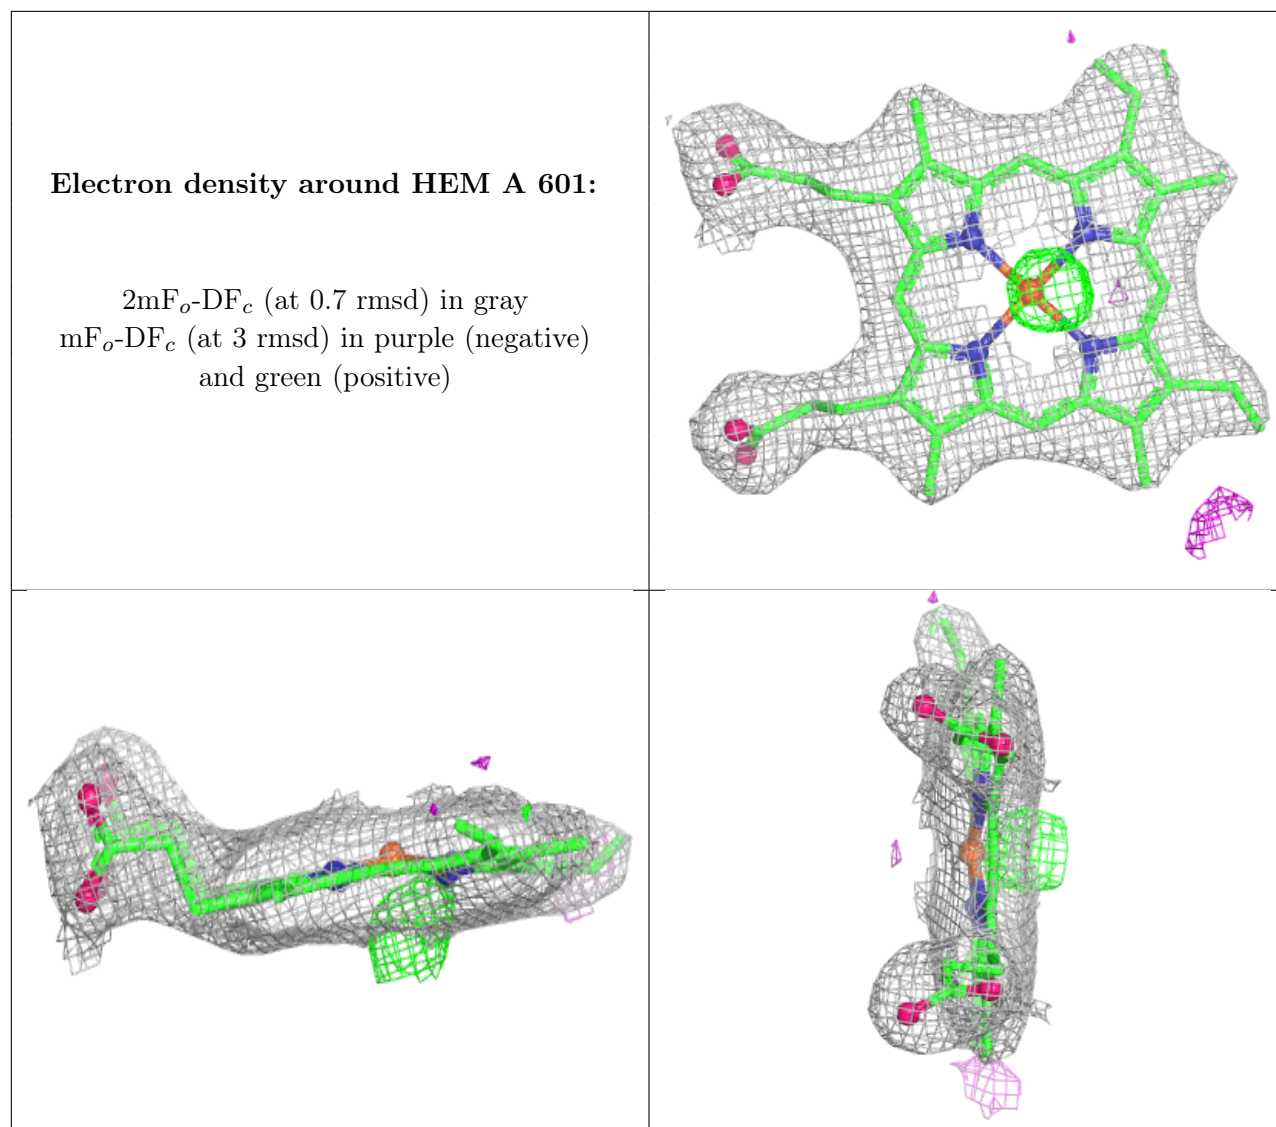 Electron density around HEM A 601:
2mFo-DFc (at 0.7 rmsd) in gray
mFo-DFc (at 3 rmsd) in purple (negative)
and green (positive)